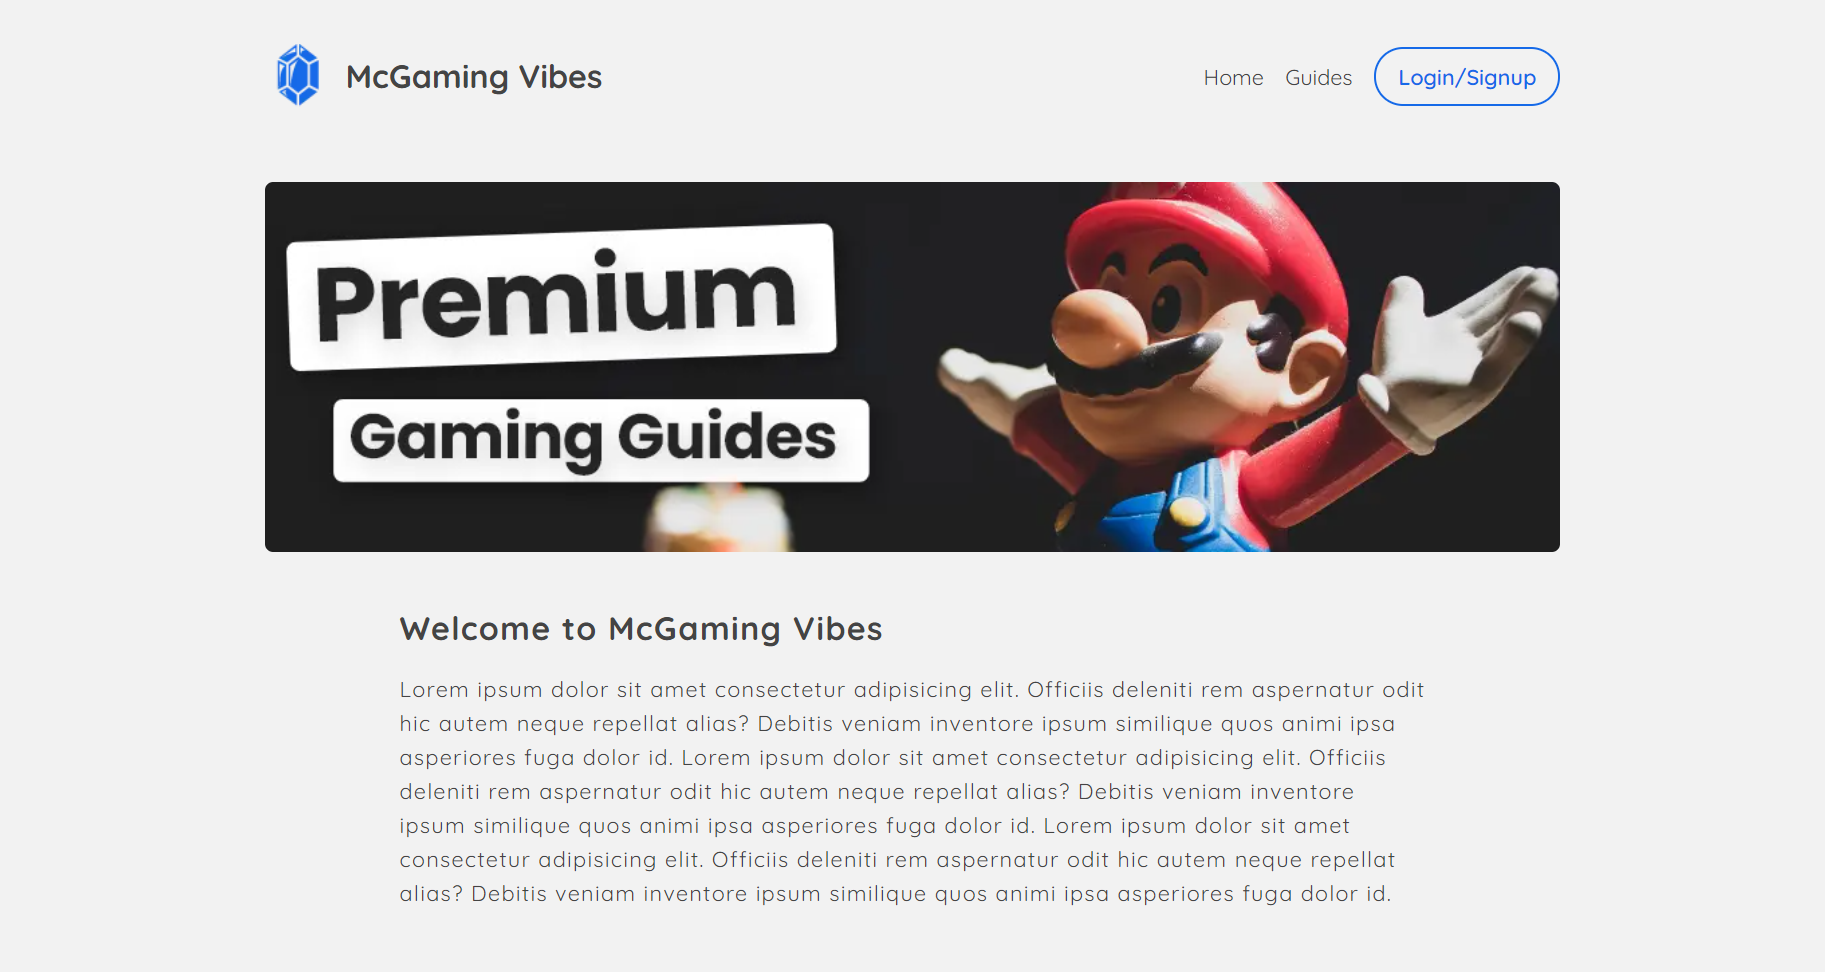 McGaming Vibes
Home Guides Login/Signup
Premium
Gaming Guides
Welcome to McGaming Vibes
Lorem ipsum dolor sit amet consectetur adipisicing elit. Officiis deleniti rem aspernatur odit
hic autem neque repellat alias? Debitis veniam inventore ipsum similique quos animi ipsa
asperiores fuga dolor id. Lorem ipsum dolor sit amet consectetur adipisicing elit. Officiis
deleniti rem aspernatur odit hic autem neque repellat alias? Debitis veniam inventore
ipsum similique quos animi ipsa asperiores fuga dolor id. Lorem ipsum dolor sit amet
consectetur adipisicing elit. Officiis deleniti rem aspernatur odit hic autem neque repellat
alias? Debitis veniam inventore ipsum similique quos animi ipsa asperiores fuga dolor id.